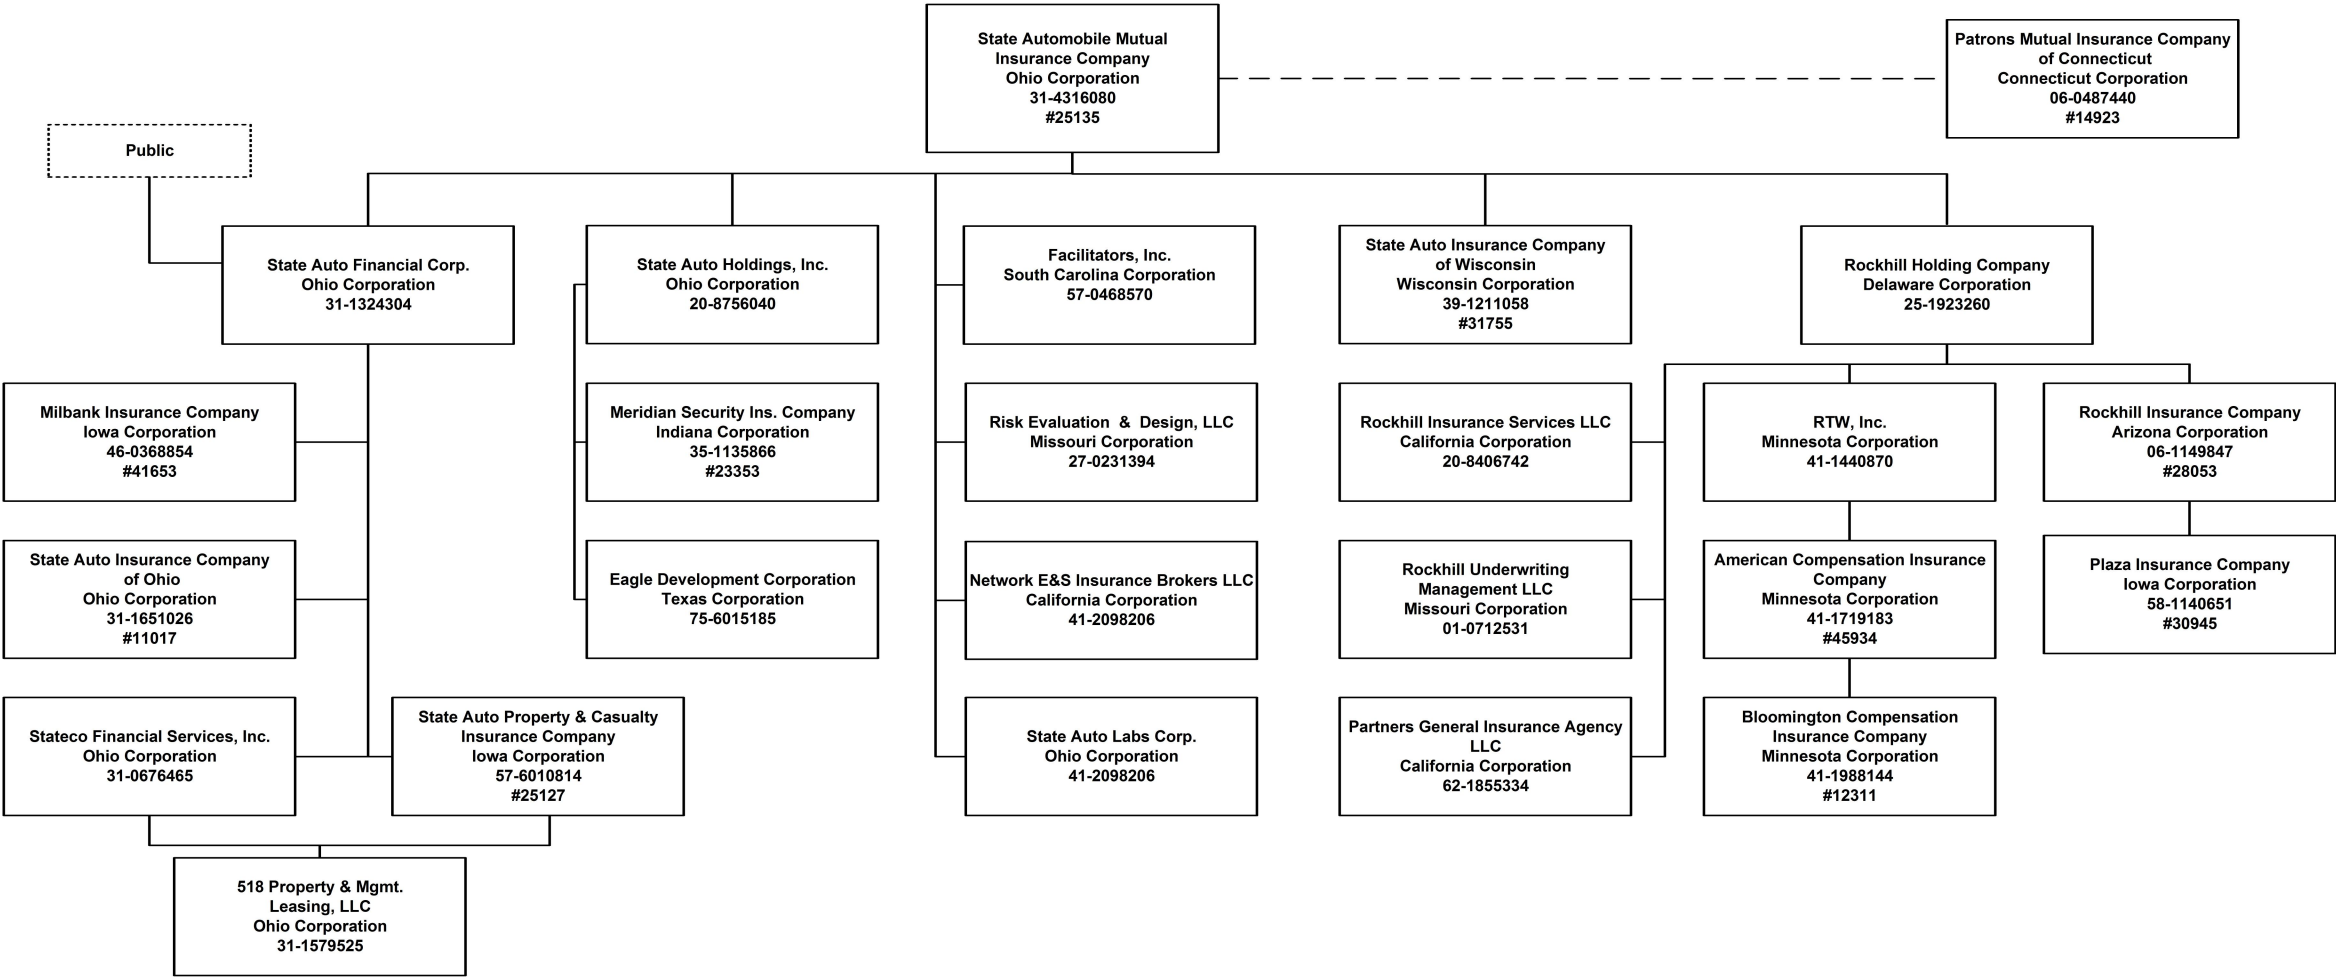 State Automobile Mutual
Insurance Company
Ohio Corporation
31-4316080
#25135
Patrons Mutual Insurance Company
of Connecticut
Connecticut Corporation
06-0487440
#14923
Public
State Auto Financial Corp.
Ohio Corporation
31-1324304
State Auto Holdings, Inc.
Ohio Corporation
20-8756040
Facilitators, Inc.
South Carolina Corporation
57-0468570
State Auto Insurance Company
of Wisconsin
Wisconsin Corporation
39-1211058
#31755
Rockhill Holding Company
Delaware Corporation
25-1923260
Milbank Insurance Company
Iowa Corporation
46-0368854
#41653
Meridian Security Ins. Company
Indiana Corporation
35-1135866
#23353
Risk Evaluation & Design, LLC
Missouri Corporation
27-0231394
Rockhill Insurance Services LLC
California Corporation
20-8406742
RTW, Inc.
Minnesota Corporation
41-1440870
Rockhill Insurance Company
Arizona Corporation
06-1149847
#28053
State Auto Insurance Company
of Ohio
Ohio Corporation
31-1651026
#11017
Eagle Development Corporation
Texas Corporation
75-6015185
Network E&S Insurance Brokers LLC
California Corporation
41-2098206
Rockhill Underwriting
Management LLC
Missouri Corporation
01-0712531
American Compensation Insurance
Company
Minnesota Corporation
41-1719183
#45934
Plaza Insurance Company
Iowa Corporation
58-1140651
#30945
Stateco Financial Services, Inc.
Ohio Corporation
31-0676465
State Auto Property & Casualty
Insurance Company
Iowa Corporation
57-6010814
#25127
State Auto Labs Corp.
Ohio Corporation
41-2098206
Partners General Insurance Agency
LLC
California Corporation
62-1855334
Bloomington Compensation
Insurance Company
Minnesota Corporation
41-1988144
#12311
518 Property & Mgmt.
Leasing, LLC
Ohio Corporation
31-1579525